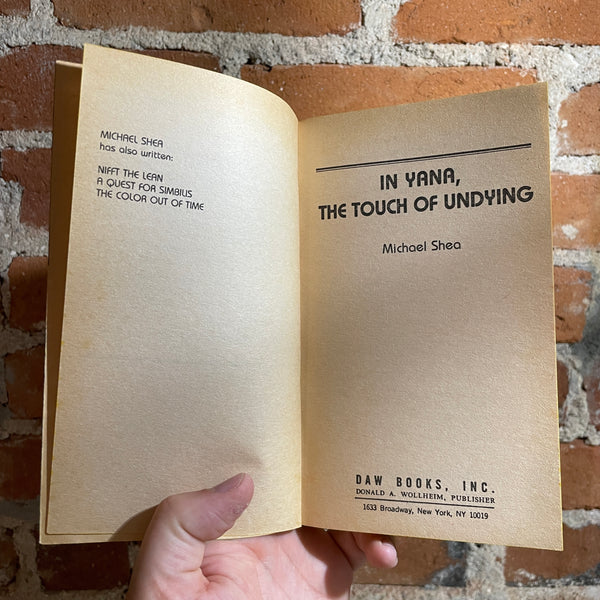 MICHAEL SHEA
has also written:
NIFFT THE LEAN
A QUEST FOR SIMBILIS
THE COLOR OUT OF TIME
IN YANA,
THE TOUCH OF UNDYING
Michael Shea
DAW BOOKS, INC.
DONALD A. WOLLHEIM, PUBLISHER
1633 Broadway, New York, NY 10019